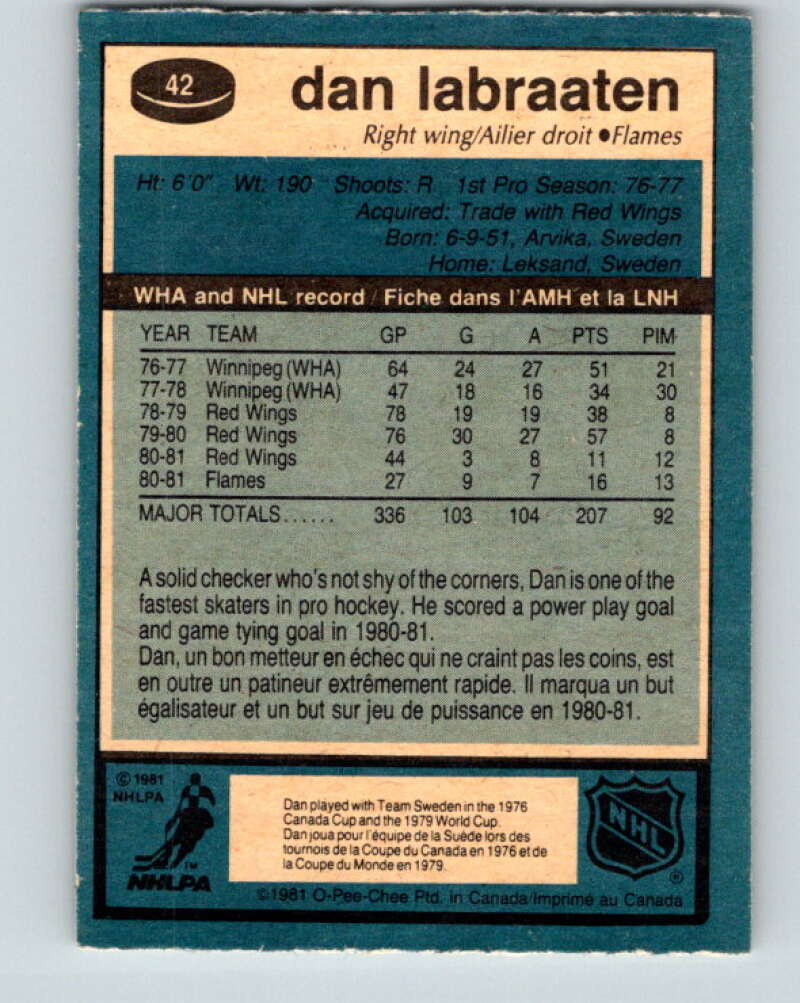 42
dan labraaten
Right wing/Ailier droit ●Flames
Ht: 6'0" Wt: 190 Shoots: R 1st Pro Season: 76-77
Acquired: Trade with Red Wings
Born: 6-9-51, Arvika, Sweden
Home: Leksand, Sweden
WHA and NHL record / Fiche dans l'AMH et la LNH
YEAR TEAM GP G A PTS PIM
76-77 Winnipeg (WHA) 64 24 27 51 21
77-78 Winnipeg (WHA) 47 18 16 34 30
78-79 Red Wings 78 19 19 38 8
79-80 Red Wings 76 30 27 57 8
80-81 Red Wings 44 3 8 11 12
80-81 Flames 27 9 7 16 13
MAJOR TOTALS...... 336 103 104 207 92
A solid checker who's not shy of the corners, Dan is one of the
fastest skaters in pro hockey. He scored a power play goal
and game tying goal in 1980-81.
Dan, un bon metteur en échec qui ne craint pas les coins, est
en outre un patineur extrêmement rapide. Il marqua un but
égalisateur et un but sur jeu de puissance en 1980-81.
© 1981
NHLPA
TM
NHLPA
Dan played with Team Sweden in the 1976
Canada Cup and the 1979 World Cup.
Dan joua pour l'équipe de la Suède lors des
tournois de la Coupe du Canada en 1976 et de
la Coupe du Monde en 1979.
NHL
®
©1981 O-Pee-Chee Ptd. in Canada/Imprimé au Canada